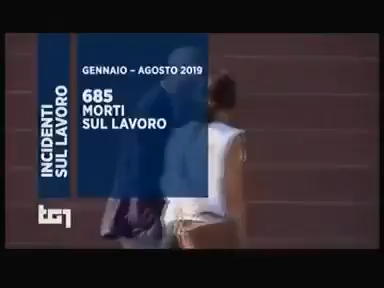 INCIDENTI
SUL LAVORO
GENNAIO – AGOSTO 2019
685
MORTI
SUL LAVORO
tg1